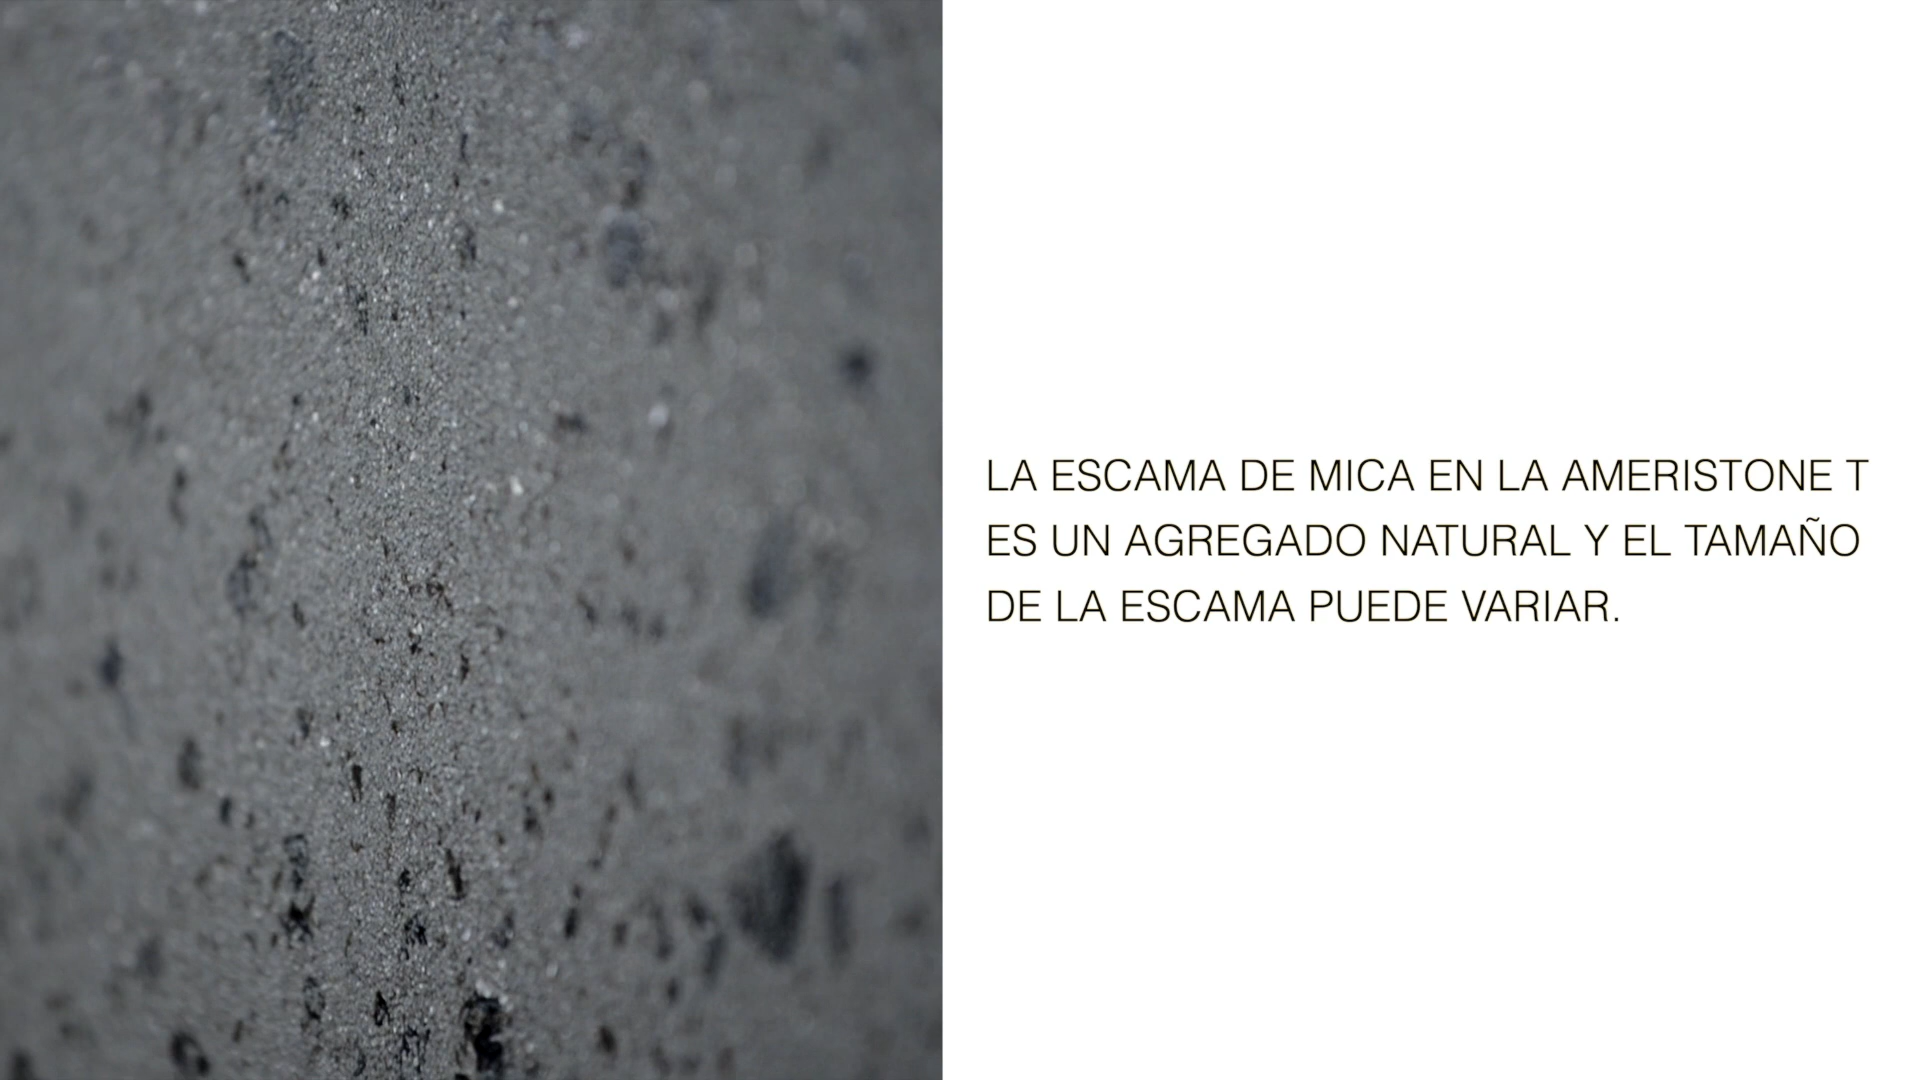 LA ESCAMA DE MICA EN LA AMERISTONE T
ES UN AGREGADO NATURAL Y EL TAMAÑO
DE LA ESCAMA PUEDE VARIAR.